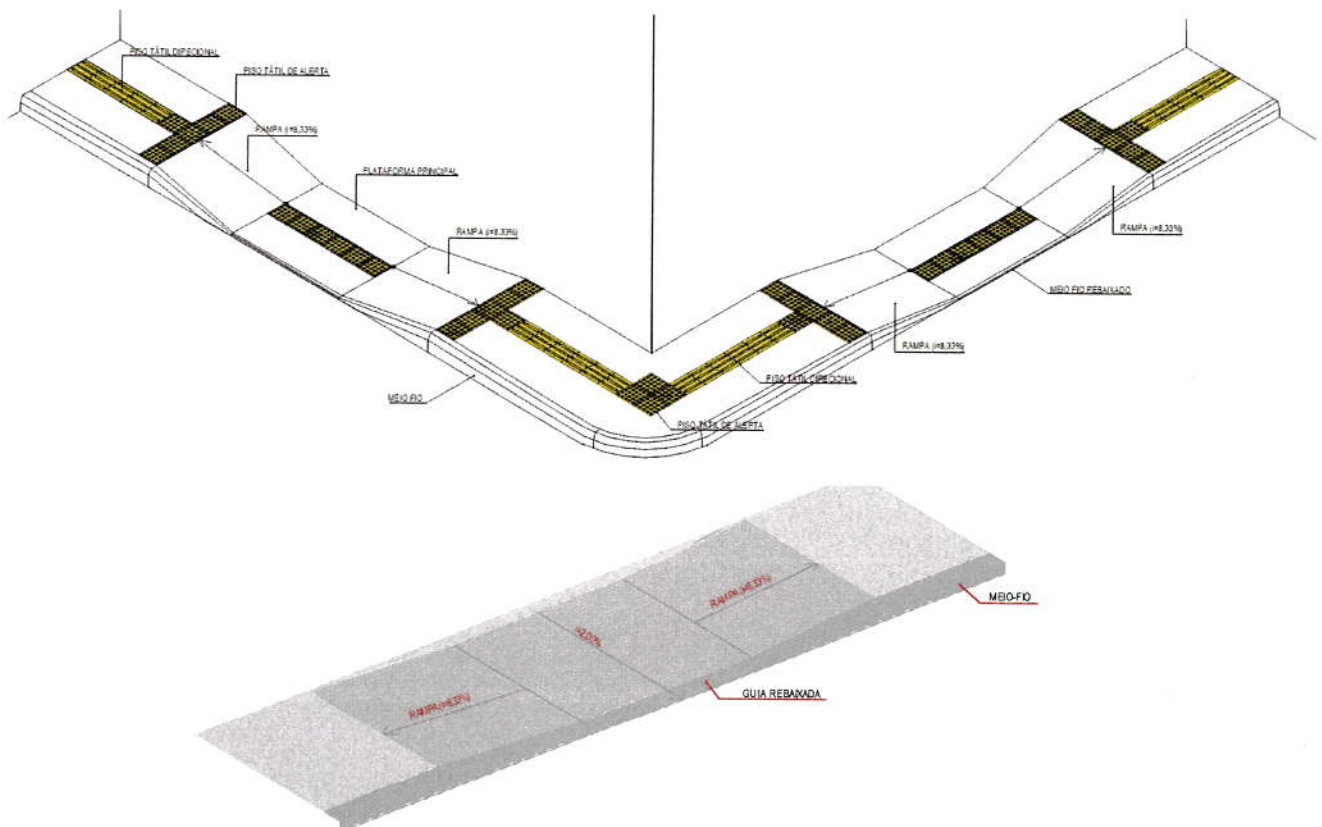 PISO TÁTIL DIRECIONAL
PISO TÁTIL DE ALERTA
RAMPA (i=8,33%)
PLATAFORMA PRINCIPAL
RAMPA (i=8,33%)
RAMPA (i=8,33%)
MEIO FIO REBAIXADO
RAMPA (i=8,33%)
PISO TÁTIL DIRECIONAL
MEIO FIO
PISO TÁTIL DE ALERTA
RAMPA (i=8,33%)
MEIO-FIO
i=2,00%
GUIA REBAIXADA
RAMPA (i=8,33%)